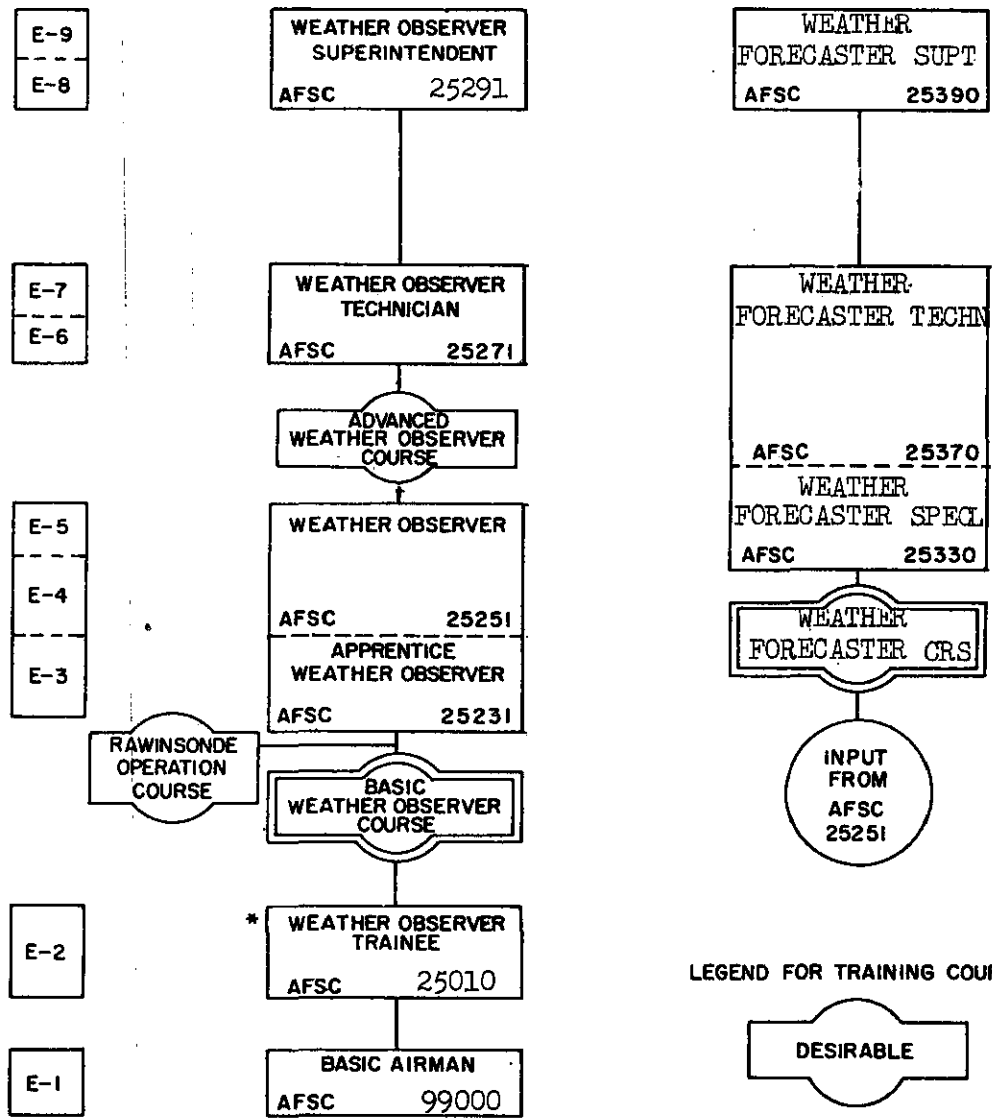 E-9
E-8
WEATHER OBSERVER
SUPERINTENDENT
AFSC 25291
WEATHER
FORECASTER SUPT
AFSC 25390
E-7
E-6
WEATHER OBSERVER
TECHNICIAN
AFSC 25271
WEATHER
FORECASTER TECHN
AFSC 25370
WEATHER
FORECASTER SPECL
AFSC 25330
ADVANCED
WEATHER OBSERVER
COURSE
E-5
E-4
E-3
WEATHER OBSERVER
AFSC 25251
APPRENTICE
WEATHER OBSERVER
AFSC 25231
WEATHER
FORECASTER CRS
RAWINSONDE
OPERATION
COURSE
BASIC
WEATHER OBSERVER
COURSE
INPUT
FROM
AFSC
25251
E-2
* WEATHER OBSERVER
TRAINEE
AFSC 25010
LEGEND FOR TRAINING COU
DESIRABLE
E-1
BASIC AIRMAN
AFSC 99000